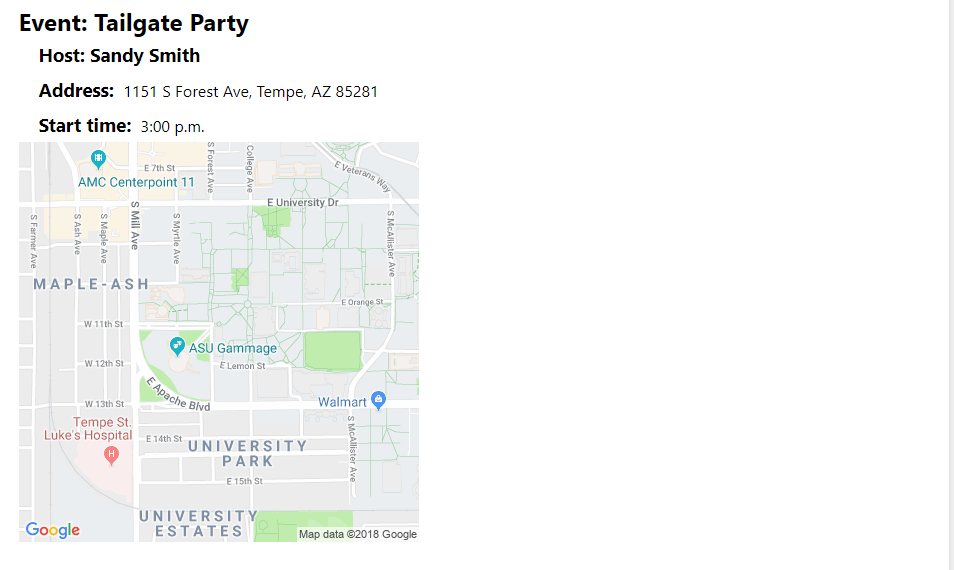 Event: Tailgate Party
Host: Sandy Smith
Address: 1151 S Forest Ave, Tempe, AZ 85281
Start time: 3:00 p.m.
S Forest Ave
College Ave
E 7th St
E Veterans Way
AMC Centerpoint 11
E University Dr
S Farmer Ave
S Ash Ave
S Maple Ave
S Mill Ave
S Myrtle Ave
S McAllister Ave
MAPLE-ASH
E Orange St
W 11th St
ASU Gammage
W 12th St
E Lemon St
E Apache Blvd
W 13th St
Walmart
Tempe St.
Luke's Hospital
H
E 14th St
S McAllister Ave
UNIVERSITY
PARK
E 15th St
UNIVERSITY
ESTATES
Google
Map data ©2018 Google